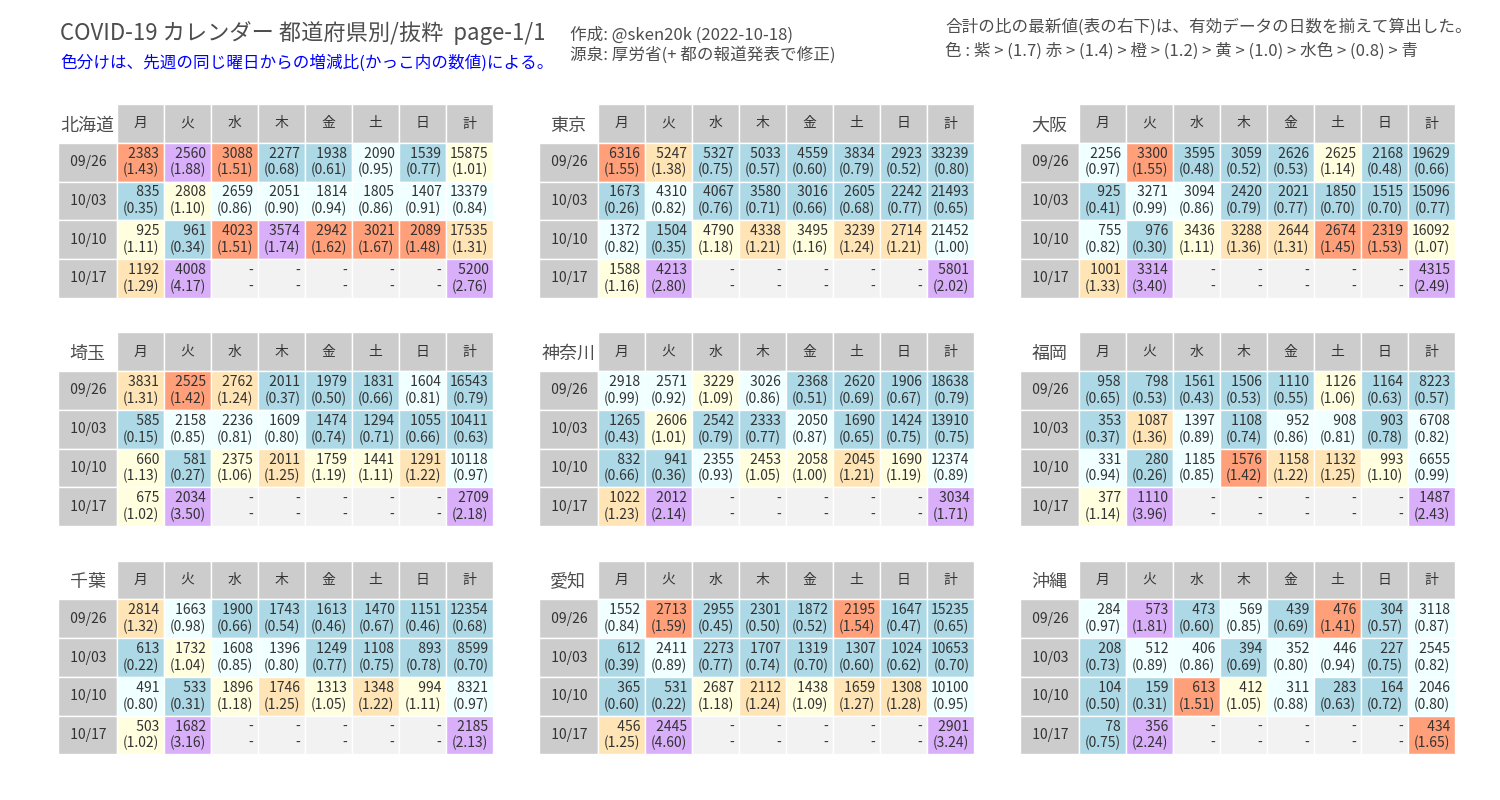 COVID-19 カレンダー 都道府県別/抜粋 page-1/1
色分けは、先週の同じ曜日からの増減比(かっこ内の数値)による。
作成: @sken20k (2022-10-18)
源泉: 厚労省(+ 都の報道発表で修正)
合計の比の最新値(表の右下)は、有効データの日数を揃えて算出した。
色 : 紫 > (1.7) 赤 > (1.4) 橙 > (1.2) > 黄 > (1.0) > 水色 > (0.8) > 青
北海道 月 火 水 木 金 土 日 計
09/26 2383 2560 3088 2277 1938 2090 1539 15875
(1.43) (1.88) (1.51) (0.68) (0.61) (0.95) (0.77) (1.01)
10/03 835 2808 2659 2051 1814 1805 1407 13379
(0.35) (1.10) (0.86) (0.90) (0.94) (0.86) (0.91) (0.84)
10/10 925 961 4023 3574 2942 3021 2089 17535
(1.11) (0.34) (1.51) (1.74) (1.62) (1.67) (1.48) (1.31)
10/17 1192 4008 - - - - - 5200
(1.29) (4.17) - - - - - (2.76)
東京 月 火 水 木 金 土 日 計
09/26 6316 5247 5327 5033 4559 3834 2923 33239
(1.55) (1.38) (0.75) (0.57) (0.60) (0.79) (0.52) (0.80)
10/03 1673 4310 4067 3580 3016 2605 2242 21493
(0.26) (0.82) (0.76) (0.71) (0.66) (0.68) (0.77) (0.65)
10/10 1372 1504 4790 4338 3495 3239 2714 21452
(0.82) (0.35) (1.18) (1.21) (1.16) (1.24) (1.21) (1.00)
10/17 1588 4213 - - - - - 5801
(1.16) (2.80) - - - - - (2.02)
大阪 月 火 水 木 金 土 日 計
09/26 2256 3300 3595 3059 2626 2625 2168 19629
(0.97) (1.55) (0.48) (0.52) (0.53) (1.14) (0.48) (0.66)
10/03 925 3271 3094 2420 2021 1850 1515 15096
(0.41) (0.99) (0.86) (0.79) (0.77) (0.70) (0.70) (0.77)
10/10 755 976 3436 3288 2644 2674 2319 16092
(0.82) (0.30) (1.11) (1.36) (1.31) (1.45) (1.53) (1.07)
10/17 1001 3314 - - - - - 4315
(1.33) (3.40) - - - - - (2.49)
埼玉 月 火 水 木 金 土 日 計
09/26 3831 2525 2762 2011 1979 1831 1604 16543
(1.31) (1.42) (1.24) (0.37) (0.50) (0.66) (0.81) (0.79)
10/03 585 2158 2236 1609 1474 1294 1055 10411
(0.15) (0.85) (0.81) (0.80) (0.74) (0.71) (0.66) (0.63)
10/10 660 581 2375 2011 1759 1441 1291 10118
(1.13) (0.27) (1.06) (1.25) (1.19) (1.11) (1.22) (0.97)
10/17 675 2034 - - - - - 2709
(1.02) (3.50) - - - - - (2.18)
神奈川 月 火 水 木 金 土 日 計
09/26 2918 2571 3229 3026 2368 2620 1906 18638
(0.99) (0.92) (1.09) (0.86) (0.51) (0.69) (0.67) (0.79)
10/03 1265 2606 2542 2333 2050 1690 1424 13910
(0.43) (1.01) (0.79) (0.77) (0.87) (0.65) (0.75) (0.75)
10/10 832 941 2355 2453 2058 2045 1690 12374
(0.66) (0.36) (0.93) (1.05) (1.00) (1.21) (1.19) (0.89)
10/17 1022 2012 - - - - - 3034
(1.23) (2.14) - - - - - (1.71)
福岡 月 火 水 木 金 土 日 計
09/26 958 798 1561 1506 1110 1126 1164 8223
(0.65) (0.53) (0.43) (0.53) (0.55) (1.06) (0.63) (0.57)
10/03 353 1087 1397 1108 952 908 903 6708
(0.37) (1.36) (0.89) (0.74) (0.86) (0.81) (0.78) (0.82)
10/10 331 280 1185 1576 1158 1132 993 6655
(0.94) (0.26) (0.85) (1.42) (1.22) (1.25) (1.10) (0.99)
10/17 377 1110 - - - - - 1487
(1.14) (3.96) - - - - - (2.43)
千葉 月 火 水 木 金 土 日 計
09/26 2814 1663 1900 1743 1613 1470 1151 12354
(1.32) (0.98) (0.66) (0.54) (0.46) (0.67) (0.46) (0.68)
10/03 613 1732 1608 1396 1249 1108 893 8599
(0.22) (1.04) (0.85) (0.80) (0.77) (0.75) (0.78) (0.70)
10/10 491 533 1896 1746 1313 1348 994 8321
(0.80) (0.31) (1.18) (1.25) (1.05) (1.22) (1.11) (0.97)
10/17 503 1682 - - - - - 2185
(1.02) (3.16) - - - - - (2.13)
愛知 月 火 水 木 金 土 日 計
09/26 1552 2713 2955 2301 1872 2195 1647 15235
(0.84) (1.59) (0.45) (0.50) (0.52) (1.54) (0.47) (0.65)
10/03 612 2411 2273 1707 1319 1307 1024 10653
(0.39) (0.89) (0.77) (0.74) (0.70) (0.60) (0.62) (0.70)
10/10 365 531 2687 2112 1438 1659 1308 10100
(0.60) (0.22) (1.18) (1.24) (1.09) (1.27) (1.28) (0.95)
10/17 456 2445 - - - - - 2901
(1.25) (4.60) - - - - - (3.24)
沖縄 月 火 水 木 金 土 日 計
09/26 284 573 473 569 439 476 304 3118
(0.97) (1.81) (0.60) (0.85) (0.69) (1.41) (0.57) (0.87)
10/03 208 512 406 394 352 446 227 2545
(0.73) (0.89) (0.86) (0.69) (0.80) (0.94) (0.75) (0.82)
10/10 104 159 613 412 311 283 164 2046
(0.50) (0.31) (1.51) (1.05) (0.88) (0.63) (0.72) (0.80)
10/17 78 356 - - - - - 434
(0.75) (2.24) - - - - - (1.65)